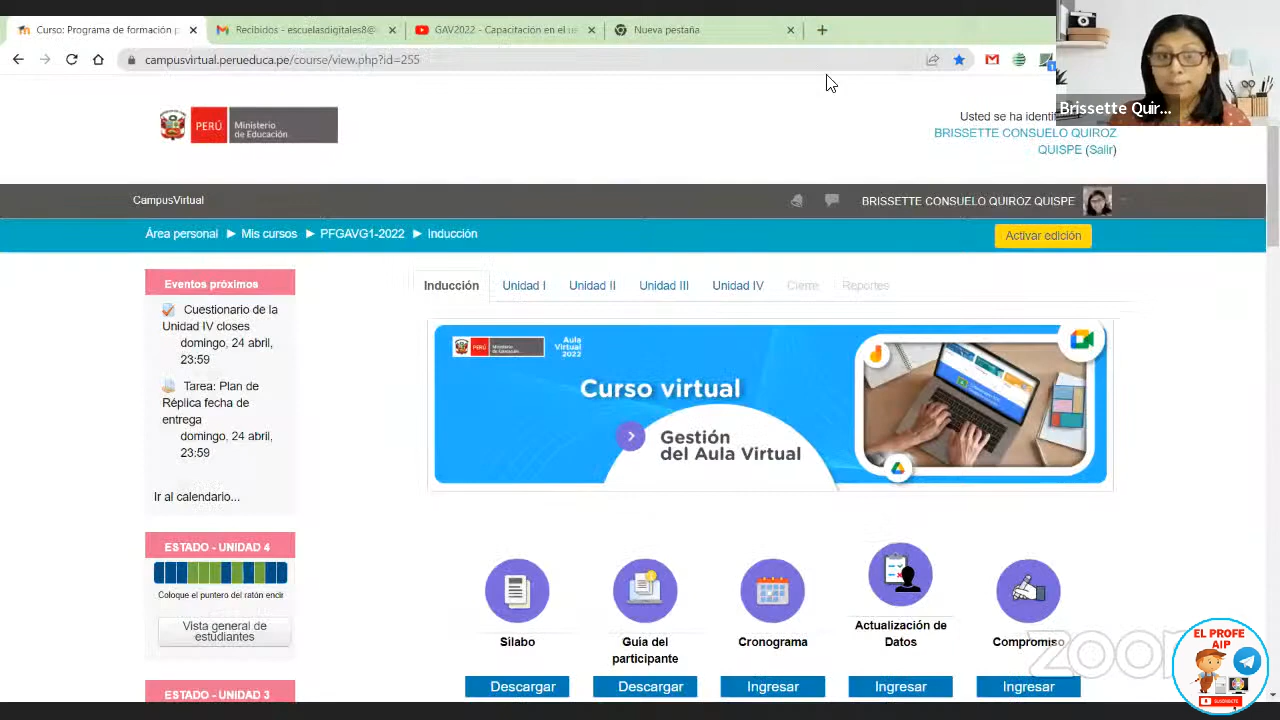 Curso: Programa de formación p
Recibidos - escuelasdigitales8@
GAV2022 - Capacitación en el us
Nueva pestaña
campusvirtual.perueduca.pe/course/view.php?id=255
Brissette Quir...
PERÚ
Ministerio
de Educación
Usted se ha identi
BRISSETTE CONSUELO QUIROZ
QUISPE (Salir)
CampusVirtual
BRISSETTE CONSUELO QUIROZ QUISPE
Área personal ► Mis cursos ► PFGAVG1-2022 ► Inducción
Activar edición
Eventos próximos
Cuestionario de la
Unidad IV closes
domingo, 24 abril,
23:59
Tarea: Plan de
Réplica fecha de
entrega
domingo, 24 abril,
23:59
Ir al calendario...
ESTADO - UNIDAD 4
Coloque el puntero del ratón encir
Vista general de
estudiantes
ESTADO - UNIDAD 3
Inducción
Unidad I
Unidad II
Unidad III
Unidad IV
Cierre
Reportes
PERÚ
Ministerio
de Educación
Aula
Virtual
2022
Curso virtual
Gestión
del Aula Virtual
Silabo
Guía del
participante
Cronograma
Actualización de
Datos
Compromiso
Descargar
Descargar
Ingresar
Ingresar
Ingresar
zoom
EL PROFE
AIP
SUSCRIBETE